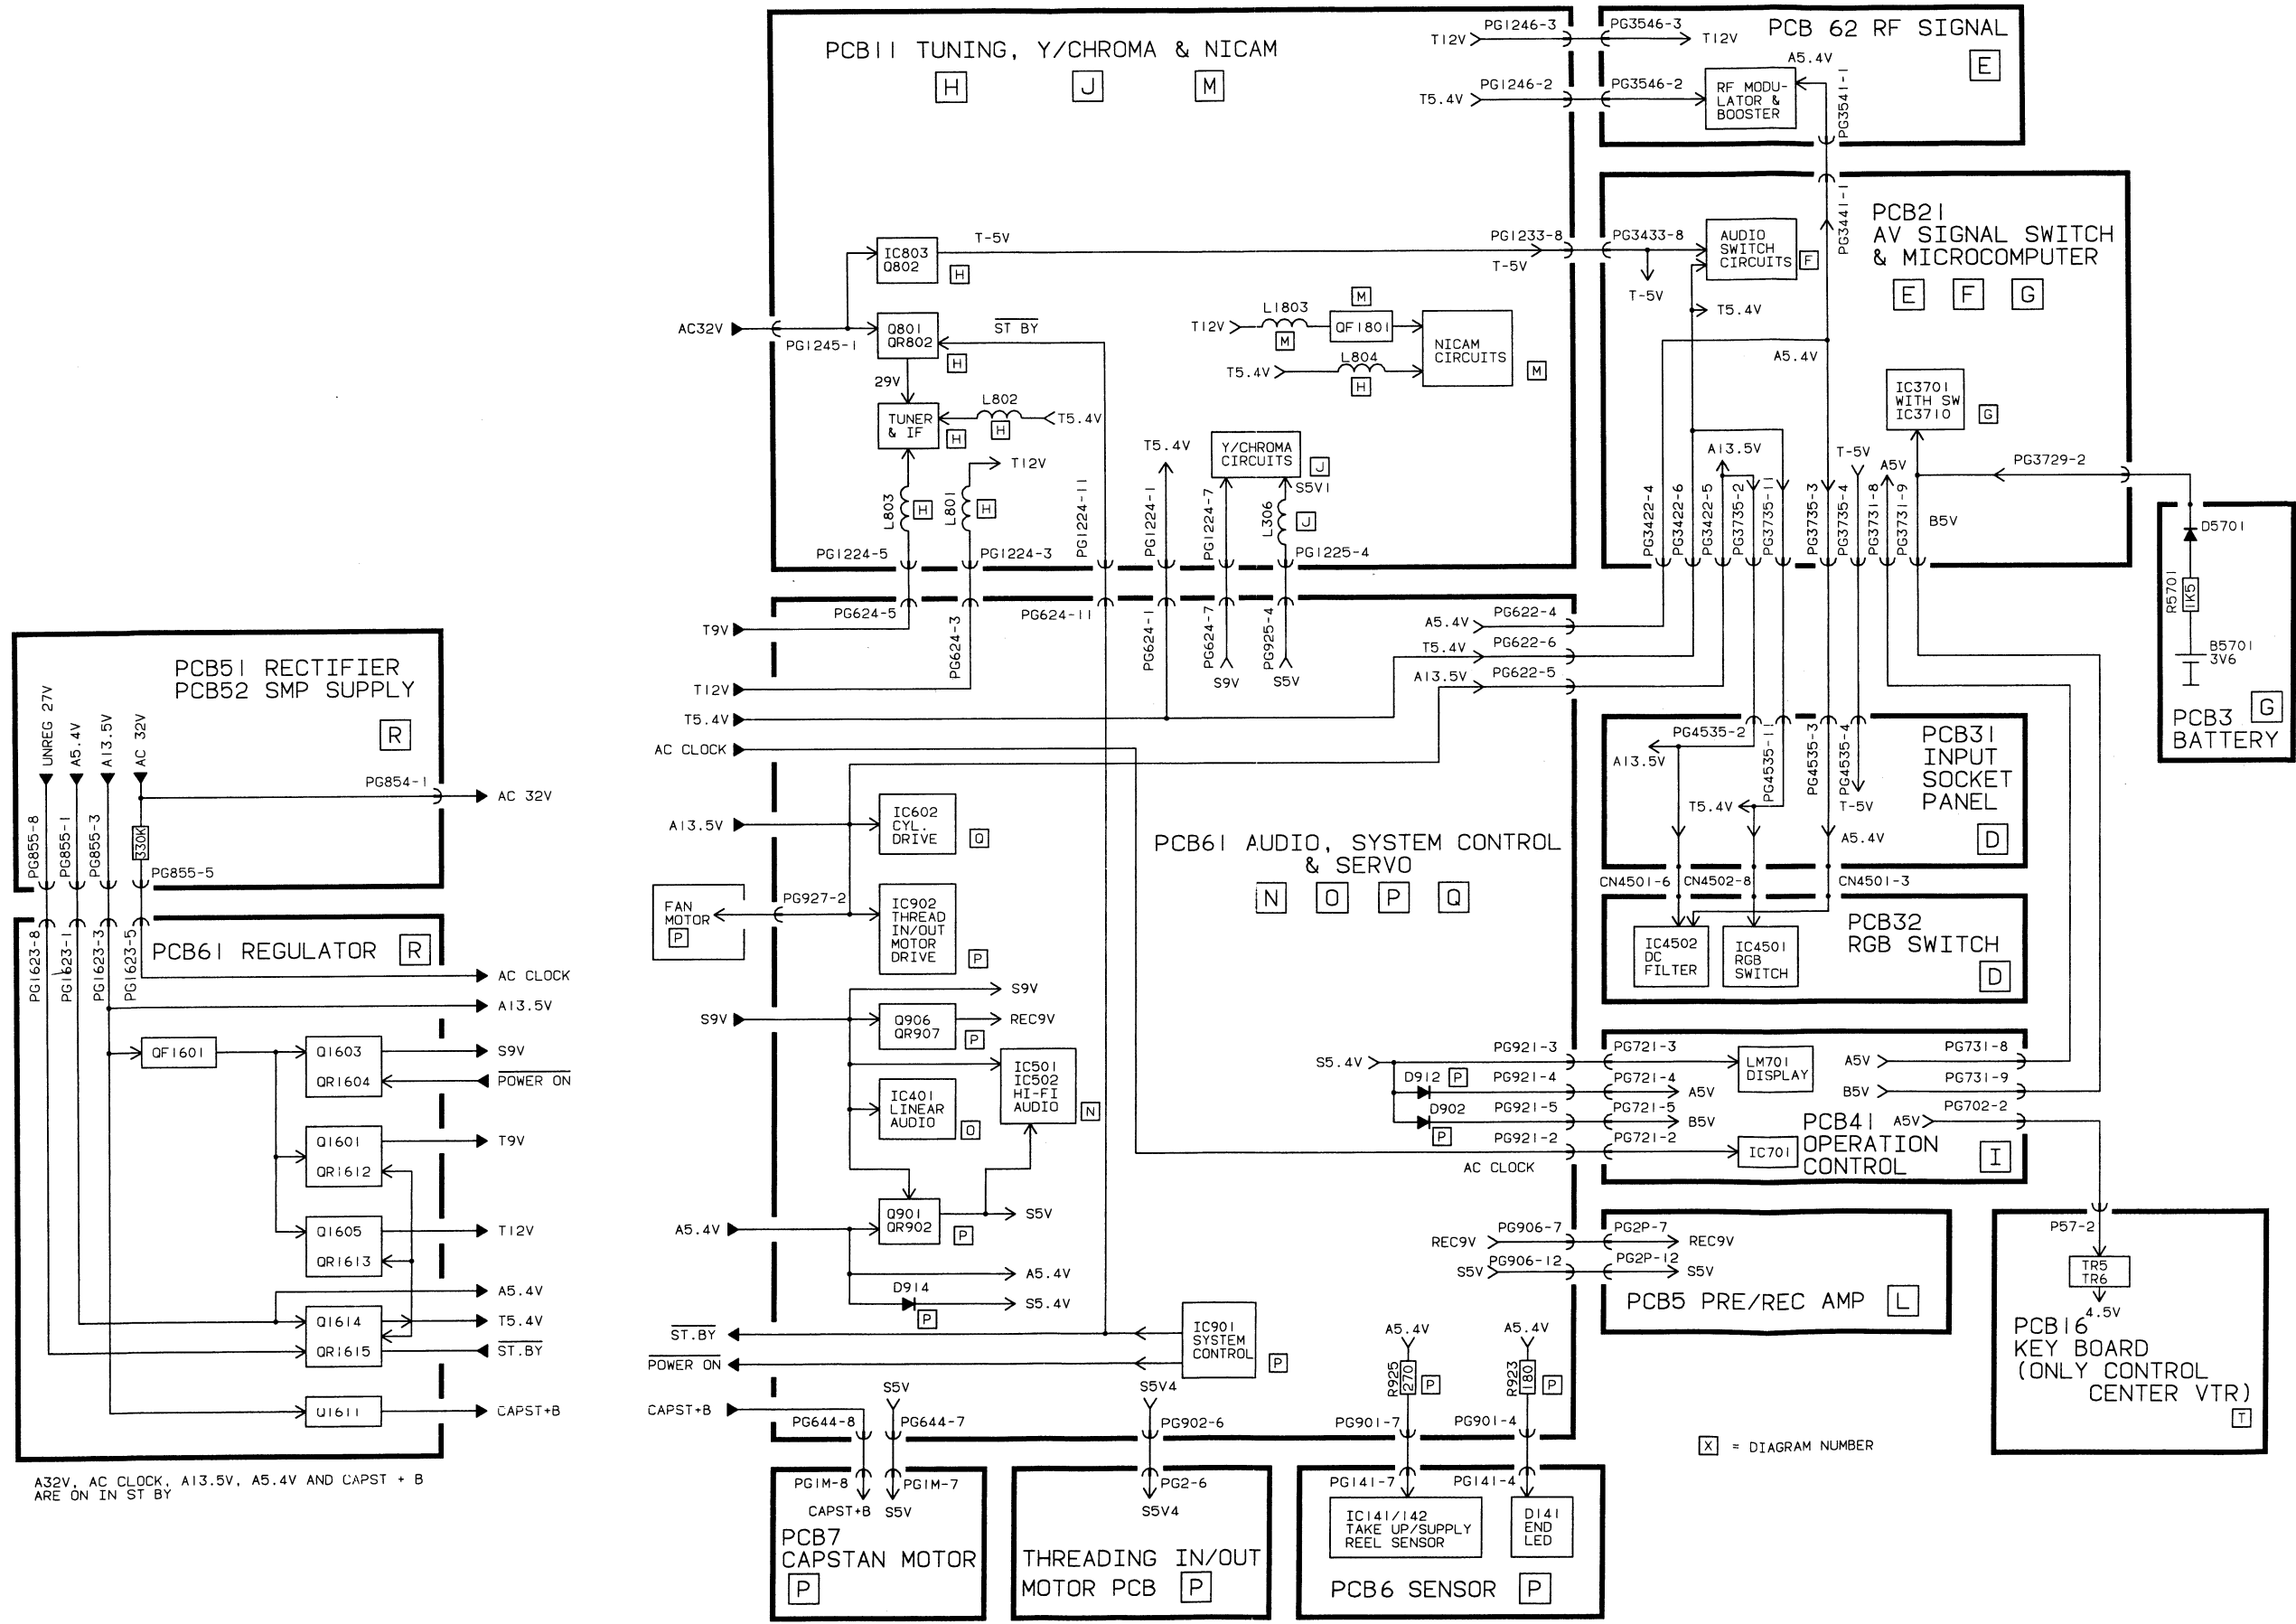 PCB11 TUNING, Y/CHROMA & NICAM
H J M
PG1246-3
T12V
PG1246-2
T5.4V
IC803
Q802
H
T-5V
PG1233-8
T-5V
AC32V
PG1245-1
Q801
QR802
H
ST BY
29V
TUNER
& IF
H
L802
H
T5.4V
L803
H
L801
H
T12V
PG1224-11
T5.4V
PG1224-1
PG1224-7
Y/CHROMA
CIRCUITS
J
S5V1
L306
J
L1803
M
T12V
M
QF1801
T5.4V
L804
H
NICAM
CIRCUITS
M
PG1224-5
PG1224-3
PG1225-4
PCB 62 RF SIGNAL
E
PG3546-3
T12V
A5.4V
PG3546-2
RF MODU-
LATOR &
BOOSTER
PG3541-1
PCB21
AV SIGNAL SWITCH
& MICROCOMPUTER
E F G
PG3441-1
PG3433-8
AUDIO
SWITCH
CIRCUITS
F
T-5V
T5.4V
A5.4V
IC3701
WITH SW
IC3710
G
A13.5V
T-5V
A5V
PG3729-2
B5V
PG3422-4
PG3422-6
PG3422-5
PG3735-2
PG3735-11
PG3735-3
PG3735-4
PG3731-8
PG3731-9
D5701
R5701
1K5
B5701
3V6
PCB3
BATTERY
G
PCB51 RECTIFIER
PCB52 SMP SUPPLY
R
UNREG 27V
A5.4V
A13.5V
AC 32V
PG854-1
AC 32V
330K
PG855-8
PG855-1
PG855-3
PG855-5
PCB61 REGULATOR
R
PG1623-8
PG1623-1
PG1623-3
PG1623-5
AC CLOCK
A13.5V
QF1601
Q1603
QR1604
S9V
POWER ON
Q1601
QR1612
T9V
Q1605
QR1613
T12V
A5.4V
Q1614
QR1615
T5.4V
ST.BY
Q1611
CAPST+B
A32V, AC CLOCK, A13.5V, A5.4V AND CAPST + B
ARE ON IN ST BY
PG624-5
PG624-3
PG624-11
PG624-1
PG624-7
PG925-4
S9V
S5V
T9V
T12V
T5.4V
AC CLOCK
A13.5V
PG622-4
A5.4V
PG622-6
T5.4V
PG622-5
A13.5V
PCB61 AUDIO, SYSTEM CONTROL
& SERVO
N O P Q
IC602
CYL.
DRIVE
Q
FAN
MOTOR
P
PG927-2
IC902
THREAD
IN/OUT
MOTOR
DRIVE
P
S9V
S9V
Q906
QR907
P
REC9V
IC501
IC502
HI-FI
AUDIO
N
IC401
LINEAR
AUDIO
O
A5.4V
Q901
QR902
P
S5V
A5.4V
D914
P
S5.4V
ST.BY
POWER ON
IC901
SYSTEM
CONTROL
P
CAPST+B
S5V
PG644-8
PG644-7
S5V4
PG902-6
A5.4V
R925
270
P
PG901-7
A5.4V
R923
180
P
PG901-4
S5.4V
PG921-3
D912
P
PG921-4
D902
P
PG921-5
PG921-2
AC CLOCK
REC9V
PG906-7
S5V
PG906-12
PCB31
INPUT
SOCKET
PANEL
D
PG4535-2
A13.5V
PG4535-11
PG4535-3
PG4535-4
T5.4V
T-5V
A5.4V
CN4501-6
CN4502-8
CN4501-3
PCB32
RGB SWITCH
D
IC4502
DC
FILTER
IC4501
RGB
SWITCH
PG721-3
LM701
DISPLAY
PG721-4
A5V
PG721-5
B5V
PG721-2
IC701
A5V
PG731-8
B5V
PG731-9
PG702-2
A5V
PCB41
OPERATION
CONTROL
I
PG2P-7
REC9V
PG2P-12
S5V
PCB5 PRE/REC AMP
L
P57-2
TR5
TR6
4.5V
PCB16
KEY BOARD
(ONLY CONTROL
CENTER VTR)
T
X = DIAGRAM NUMBER
PG1M-8
PG1M-7
CAPST+B
S5V
PCB7
CAPSTAN MOTOR
P
PG2-6
S5V4
THREADING IN/OUT
MOTOR PCB
P
PG141-7
PG141-4
IC141/142
TAKE UP/SUPPLY
REEL SENSOR
D141
END
LED
PCB6 SENSOR
P